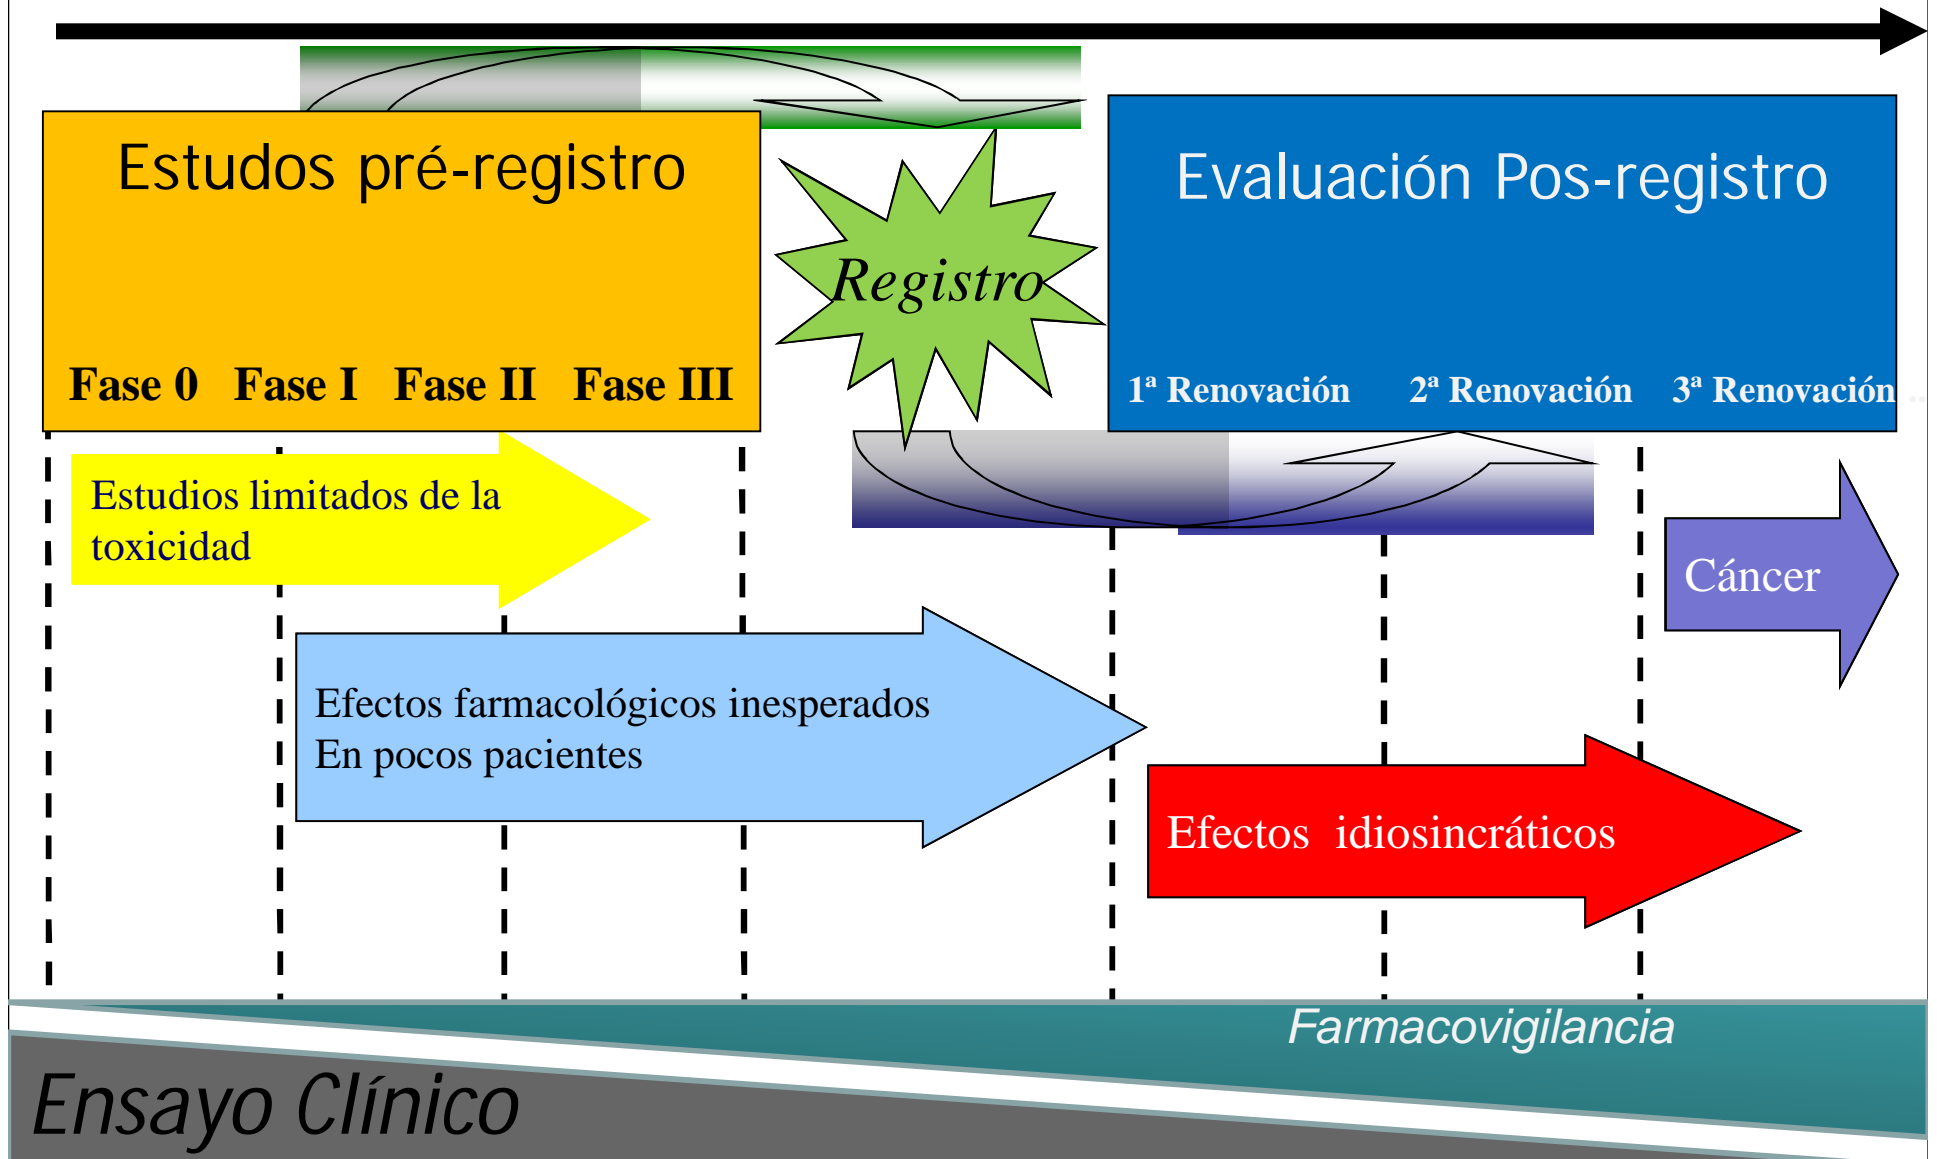 Estudos pré-registro
Fase 0 Fase I Fase II Fase III
Registro
Evaluación Pos-registro
1ª Renovación 2ª Renovación 3ª Renovación ..
Estudios limitados de la
toxicidad
Cáncer
Efectos farmacológicos inesperados
En pocos pacientes
Efectos idiosincráticos
Farmacovigilancia
Ensayo Clínico